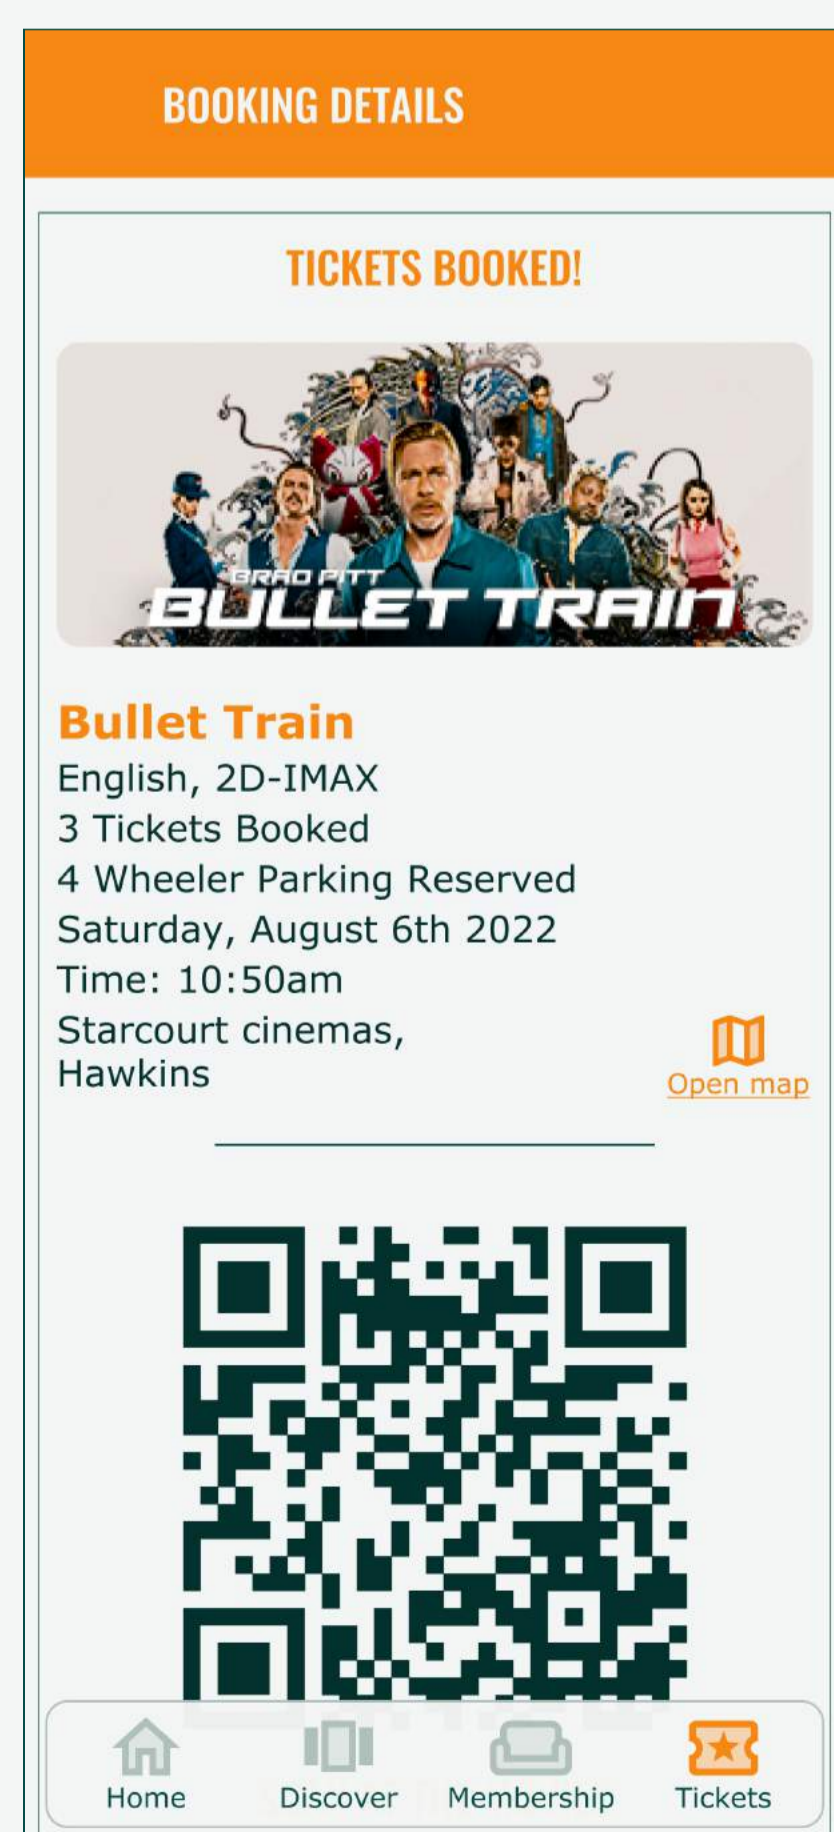 BOOKING DETAILS
TICKETS BOOKED!
BRAD PITT
BULLET TRAIN
Bullet Train
English, 2D-IMAX
3 Tickets Booked
4 Wheeler Parking Reserved
Saturday, August 6th 2022
Time: 10:50am
Starcourt cinemas,
Hawkins
Open map
Home
Discover
Membership
Tickets